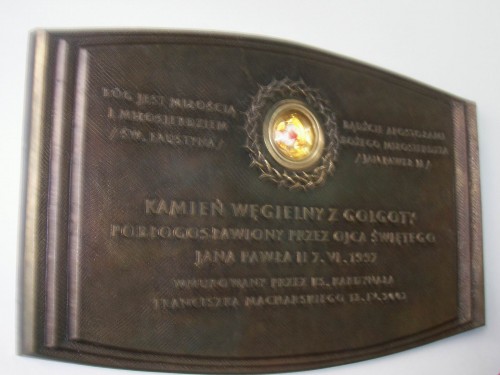 BÓG JEST MIŁOŚCIĄ
I MIŁOSIERDZIEM
/ŚW. FAUSTYNA/
BĄDŹCIE APOSTOŁAMI
BOŻEGO MIŁOSIERDZIA
/JAN PAWEŁ II/
KAMIEŃ WĘGIELNY Z GOLGOTY
POBŁOGOSŁAWIONY PRZEZ OJCA ŚWIĘTEGO
JANA PAWŁA II 7. VI. 1997
WMUROWANY PRZEZ KS. KARDYNAŁA
FRANCISZKA MACHARSKIEGO